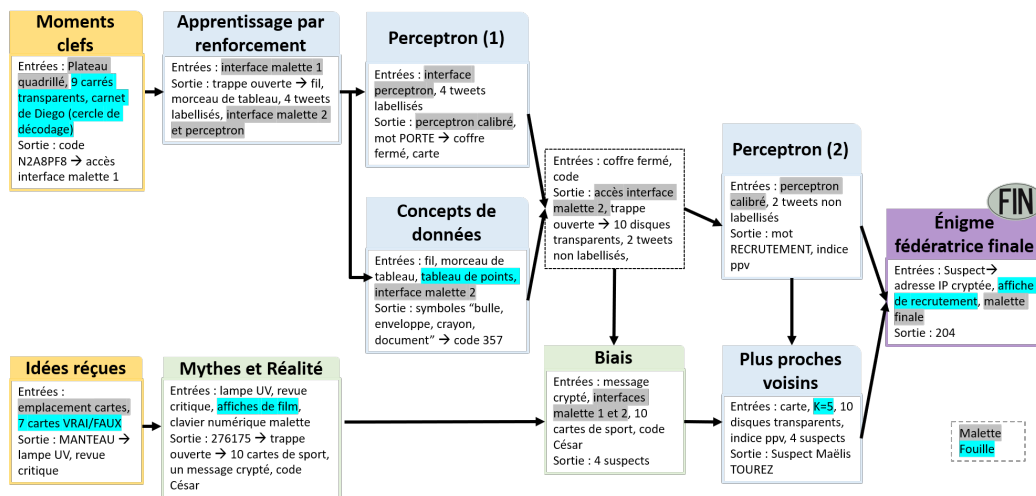 Moments
clefs
Entrées : Plateau
quadrillé, 9 carrés
transparents, carnet
de Diego (cercle de
décodage)
Sortie : code
N2A8PF8 → accès
interface malette 1
Apprentissage par
renforcement
Entrées : interface malette 1
Sortie : trappe ouverte → fil,
morceau de tableau, 4 tweets
labellisés, interface malette 2
et perceptron
Perceptron (1)
Entrées : interface
perceptron, 4 tweets
labellisés
Sortie : perceptron calibré,
mot PORTE → coffre
fermé, carte
Concepts de
données
Entrées : fil, morceau de
tableau, tableau de points,
interface malette 2
Sortie : symboles “bulle,
enveloppe, crayon,
document” → code 357
Entrées : coffre fermé,
code
Sortie : accès interface
malette 2, trappe
ouverte → 10 disques
transparents, 2 tweets
non labellisés,
Perceptron (2)
Entrées : perceptron
calibré, 2 tweets non
labellisés
Sortie : mot
RECRUTEMENT, indice
ppv
FIN
Énigme
fédératrice finale
Entrées : Suspect→
adresse IP cryptée, affiche
de recrutement, malette
finale
Sortie : 204
Idées réçues
Entrées :
emplacement cartes,
7 cartes VRAI/FAUX
Sortie : MANTEAU →
lampe UV, revue
critique
Mythes et Réalité
Entrées : lampe UV, revue
critique, affiches de film,
clavier numérique malette
Sortie : 276175 → trappe
ouverte → 10 cartes de sport,
un message crypté, code
César
Biais
Entrées : message
crypté, interfaces
malette 1 et 2, 10
cartes de sport, code
César
Sortie : 4 suspects
Plus proches
voisins
Entrées : carte, K=5, 10
disques transparents,
indice ppv, 4 suspects
Sortie : Suspect Maëlis
TOUREZ
Malette
Fouille